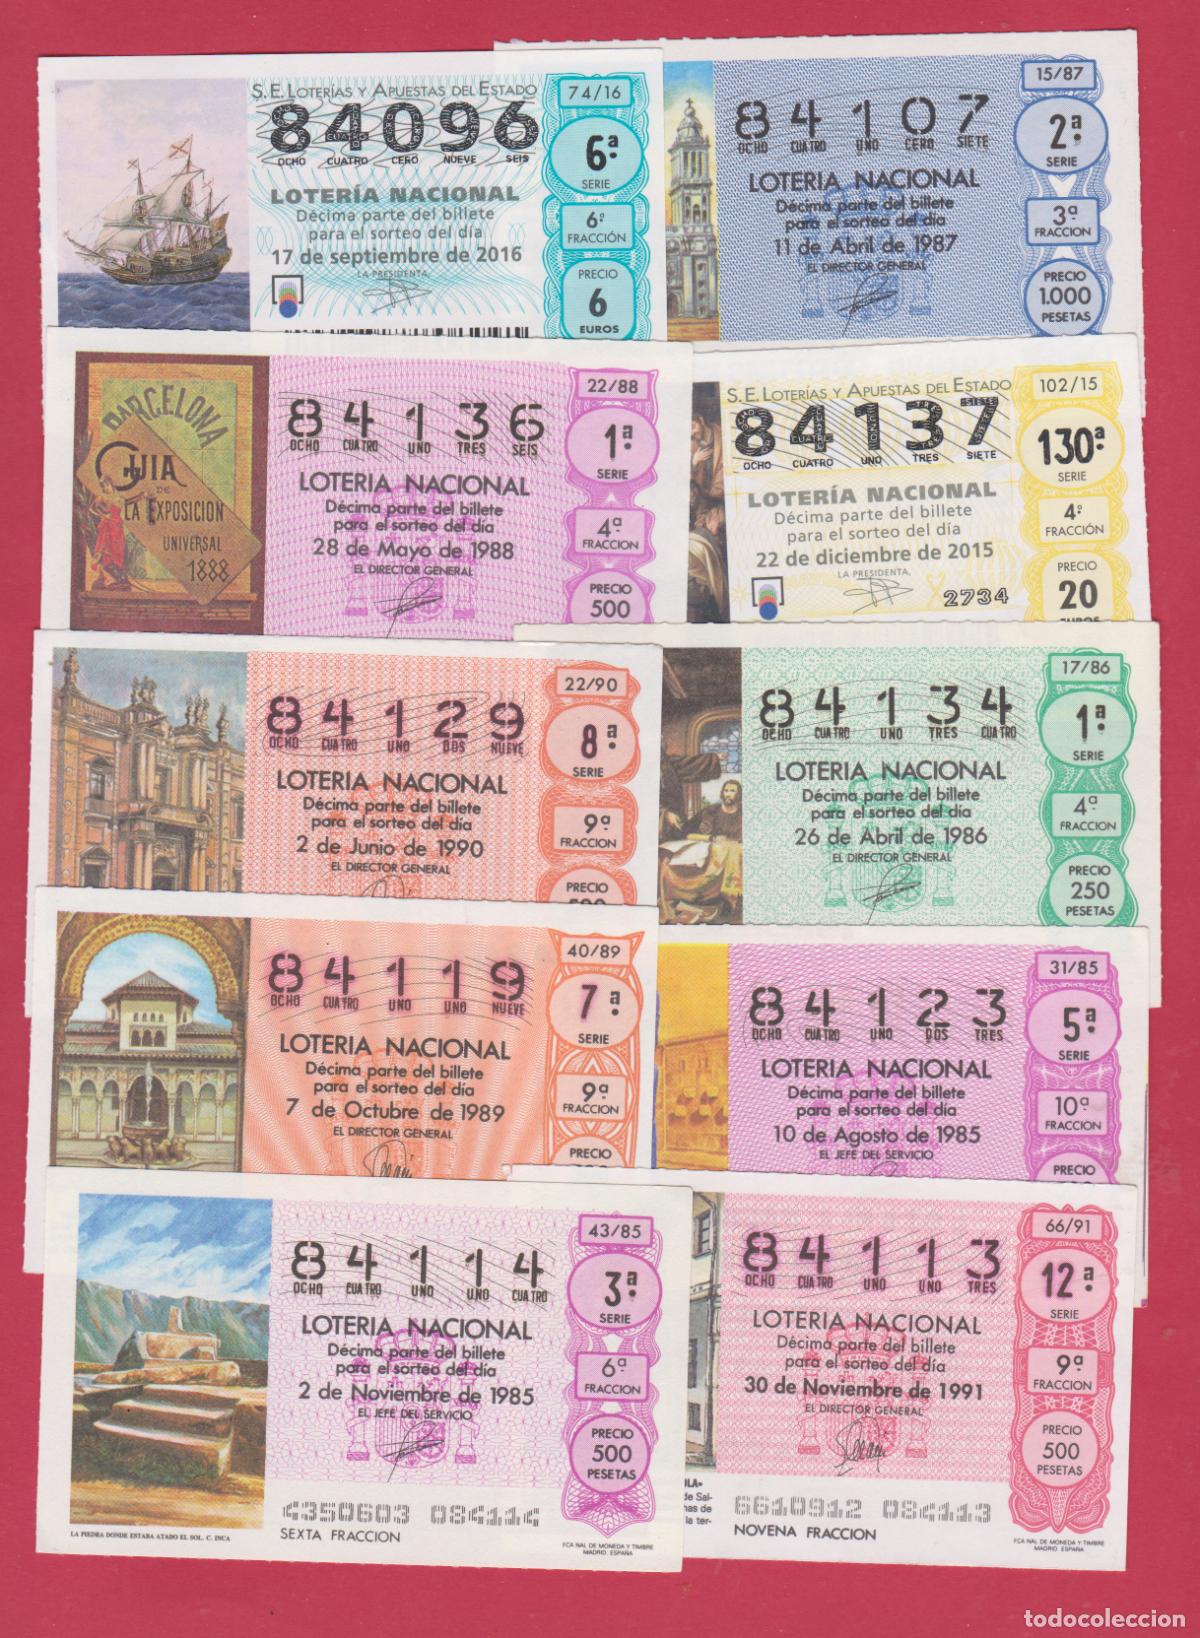 S.E. LOTERÍAS Y APUESTAS DEL ESTADO
74/16
84096
OCHO CUATRO CERO NUEVE SEIS
6ª
SERIE
LOTERÍA NACIONAL
Décima parte del billete
para el sorteo del día
17 de septiembre de 2016
LA PRESIDENTA,
6ª
FRACCIÓN
PRECIO
6
EUROS
15/87
84107
OCHO CUATRO UNO CERO SIETE
2ª
SERIE
LOTERIA NACIONAL
Décima parte del billete
para el sorteo del día
11 de Abril de 1987
EL DIRECTOR GENERAL
3ª
FRACCION
PRECIO
1.000
PESETAS
BARCELONA
GUIA
DE
LA EXPOSICION
UNIVERSAL
1888
22/88
84136
OCHO CUATRO UNO TRES SEIS
1ª
SERIE
LOTERIA NACIONAL
Décima parte del billete
para el sorteo del día
28 de Mayo de 1988
EL DIRECTOR GENERAL
4ª
FRACCION
PRECIO
500
S.E. LOTERÍAS Y APUESTAS DEL ESTADO
102/15
84137
OCHO CUATRO UNO TRES SIETE
130ª
SERIE
LOTERÍA NACIONAL
Décima parte del billete
para el sorteo del día
22 de diciembre de 2015
LA PRESIDENTA,
2734
4ª
FRACCIÓN
PRECIO
20
EUROS
22/90
84129
OCHO CUATRO UNO DOS NUEVE
8ª
SERIE
LOTERIA NACIONAL
Décima parte del billete
para el sorteo del día
2 de Junio de 1990
EL DIRECTOR GENERAL
9ª
FRACCION
PRECIO
500
17/86
84134
OCHO CUATRO UNO TRES CUATRO
1ª
SERIE
LOTERIA NACIONAL
Décima parte del billete
para el sorteo del día
26 de Abril de 1986
EL DIRECTOR GENERAL
4ª
FRACCION
PRECIO
250
PESETAS
40/89
84119
OCHO CUATRO UNO UNO NUEVE
7ª
SERIE
LOTERIA NACIONAL
Décima parte del billete
para el sorteo del día
7 de Octubre de 1989
EL DIRECTOR GENERAL
9ª
FRACCION
PRECIO
31/85
84123
OCHO CUATRO UNO DOS TRES
5ª
SERIE
LOTERIA NACIONAL
Décima parte del billete
para el sorteo del día
10 de Agosto de 1985
EL JEFE DEL SERVICIO
10ª
FRACCION
PRECIO
43/85
84114
OCHO CUATRO UNO UNO CUATRO
3ª
SERIE
LOTERIA NACIONAL
Décima parte del billete
para el sorteo del día
2 de Noviembre de 1985
EL JEFE DEL SERVICIO
6ª
FRACCION
PRECIO
500
PESETAS
4350603 084114
SEXTA FRACCION
LA PIEDRA DONDE ESTABA ATADO EL SOL. C. INCA
FCA NAL DE MONEDA Y TIMBRE
MADRID. ESPAÑA
66/91
84113
OCHO CUATRO UNO UNO TRES
12ª
SERIE
LOTERIA NACIONAL
Décima parte del billete
para el sorteo del día
30 de Noviembre de 1991
EL DIRECTOR GENERAL
9ª
FRACCION
PRECIO
500
PESETAS
ULA»
de Sal-
nas de
la ter-
6610912 084113
NOVENA FRACCION
FCA NAL DE MONEDA Y TIMBRE
MADRID. ESPAÑA
todocoleccion